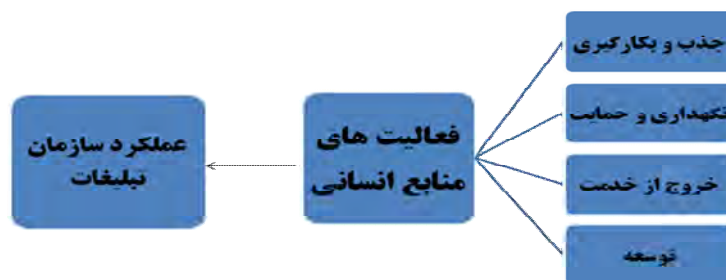 جذب و بکارگیری
نگهداری و حمایت
خروج از خدمت
توسعه
فعالیت های
منابع انسانی
عملکرد سازمان
تبلیغات